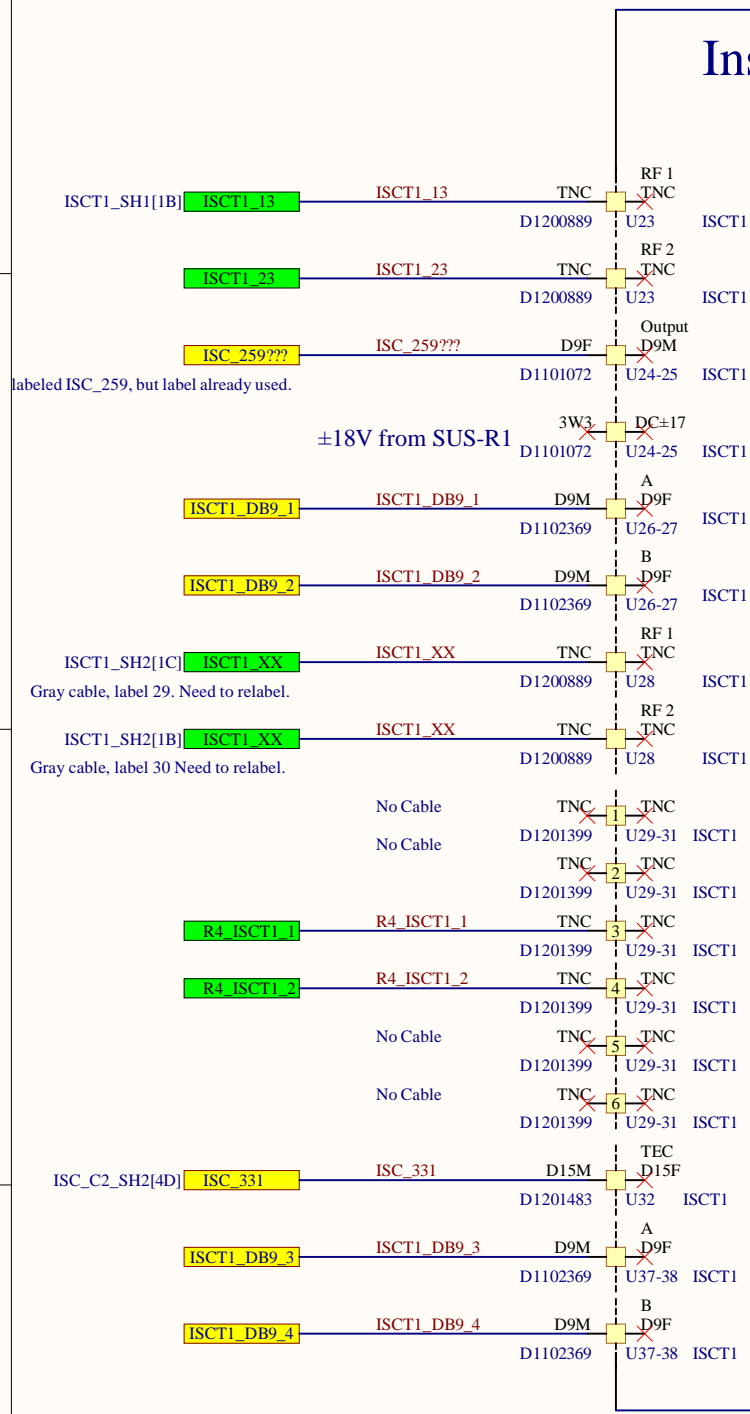 Ins
RF 1
ISCT1_SH1[1B] ISCT1_13 ISCT1_13 TNC TNC
D1200889 U23 ISCT1
RF 2
ISCT1_23 ISCT1_23 TNC TNC
D1200889 U23 ISCT1
Output
ISC_259??? ISC_259??? D9F D9M
D1101072 U24-25 ISCT1
labeled ISC_259, but label already used.
3W3 DC±17
±18V from SUS-R1
D1101072 U24-25 ISCT1
A
ISCT1_DB9_1 ISCT1_DB9_1 D9M D9F
D1102369 U26-27 ISCT1
B
ISCT1_DB9_2 ISCT1_DB9_2 D9M D9F
D1102369 U26-27 ISCT1
RF 1
ISCT1_SH2[1C] ISCT1_XX ISCT1_XX TNC TNC
D1200889 U28 ISCT1
Gray cable, label 29. Need to relabel.
RF 2
ISCT1_SH2[1B] ISCT1_XX ISCT1_XX TNC TNC
D1200889 U28 ISCT1
Gray cable, label 30 Need to relabel.
No Cable TNC 1 TNC
D1201399 U29-31 ISCT1
No Cable
TNC 2 TNC
D1201399 U29-31 ISCT1
R4_ISCT1_1 R4_ISCT1_1 TNC 3 TNC
D1201399 U29-31 ISCT1
R4_ISCT1_2 R4_ISCT1_2 TNC 4 TNC
D1201399 U29-31 ISCT1
No Cable TNC 5 TNC
D1201399 U29-31 ISCT1
No Cable TNC 6 TNC
D1201399 U29-31 ISCT1
TEC
ISC_C2_SH2[4D] ISC_331 ISC_331 D15M D15F
D1201483 U32 ISCT1
A
ISCT1_DB9_3 ISCT1_DB9_3 D9M D9F
D1102369 U37-38 ISCT1
B
ISCT1_DB9_4 ISCT1_DB9_4 D9M D9F
D1102369 U37-38 ISCT1